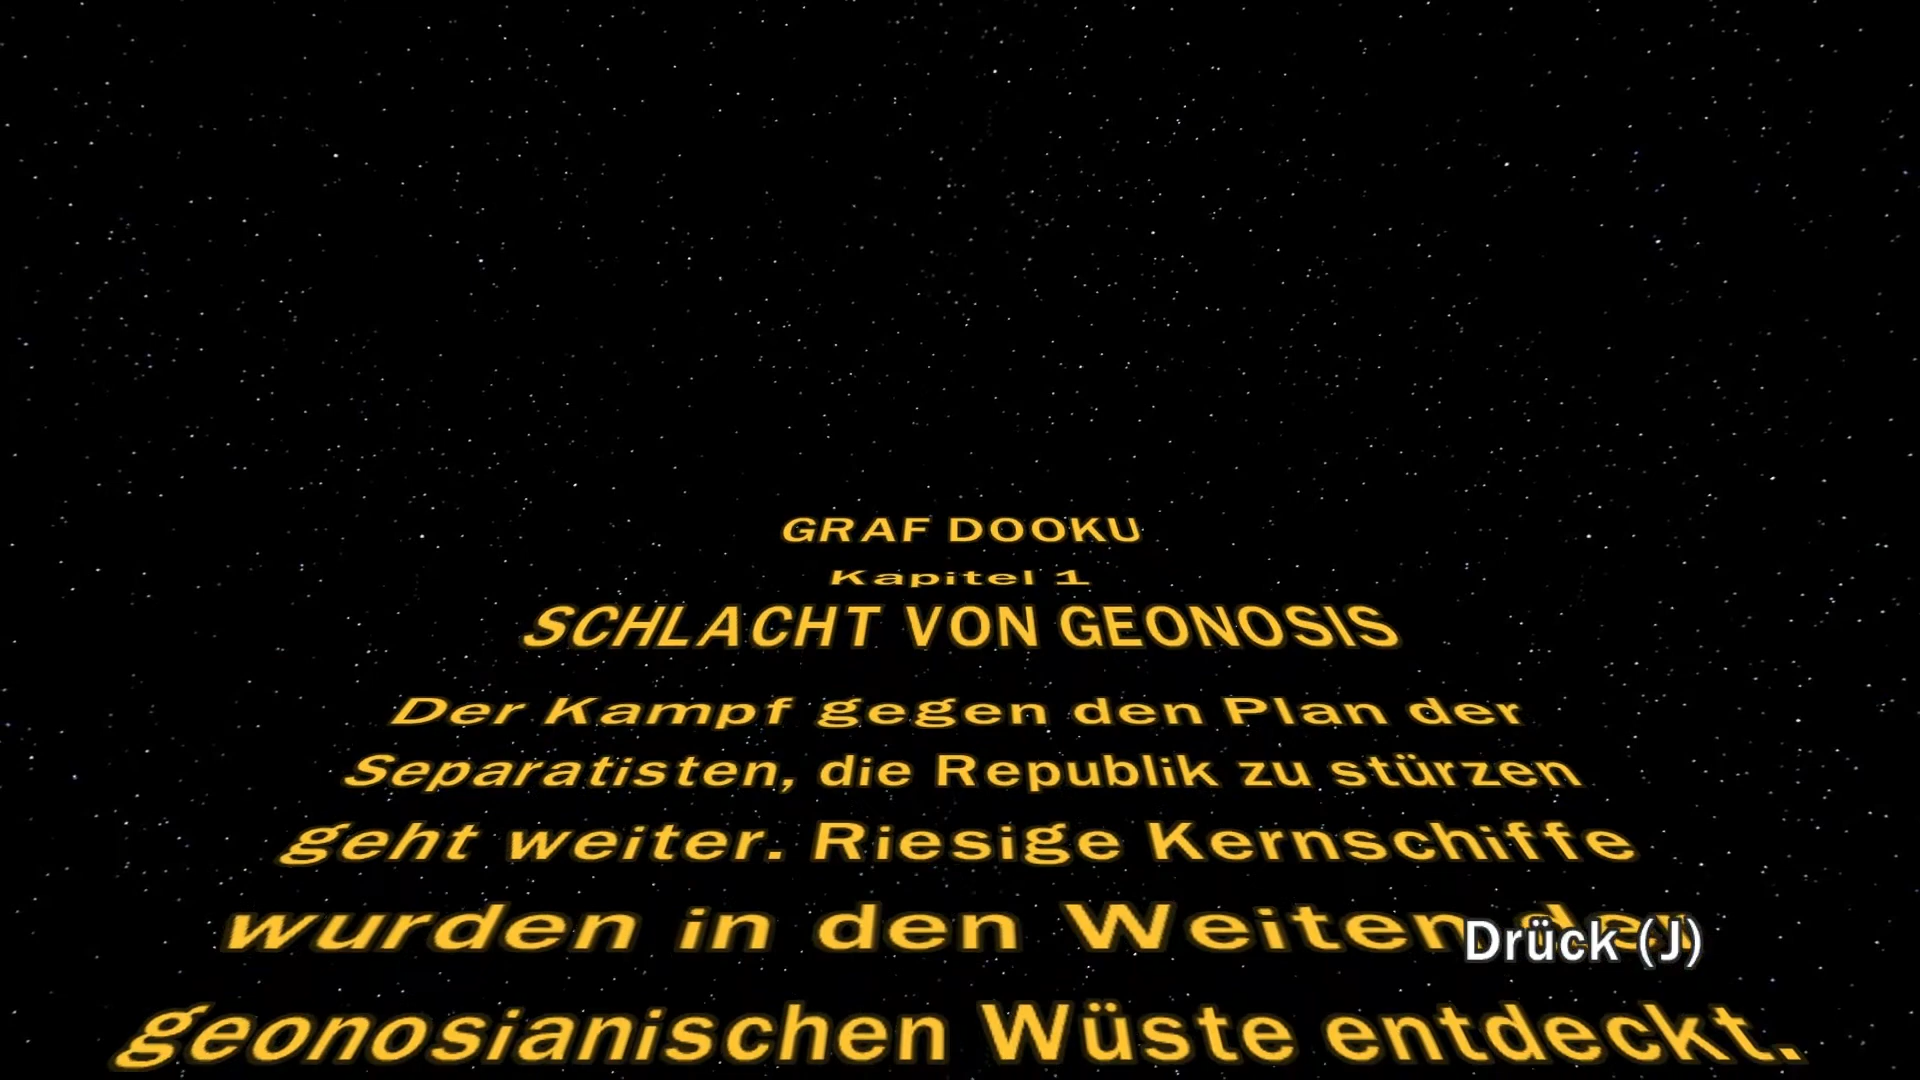 GRAF DOOKU
Kapitel 1
SCHLACHT VON GEONOSIS
Der Kampf gegen den Plan der
Separatisten, die Republik zu stürzen
geht weiter. Riesige Kernschiffe
wurden in den Weiten der
Drück (J)
geonosianischen Wüste entdeckt.